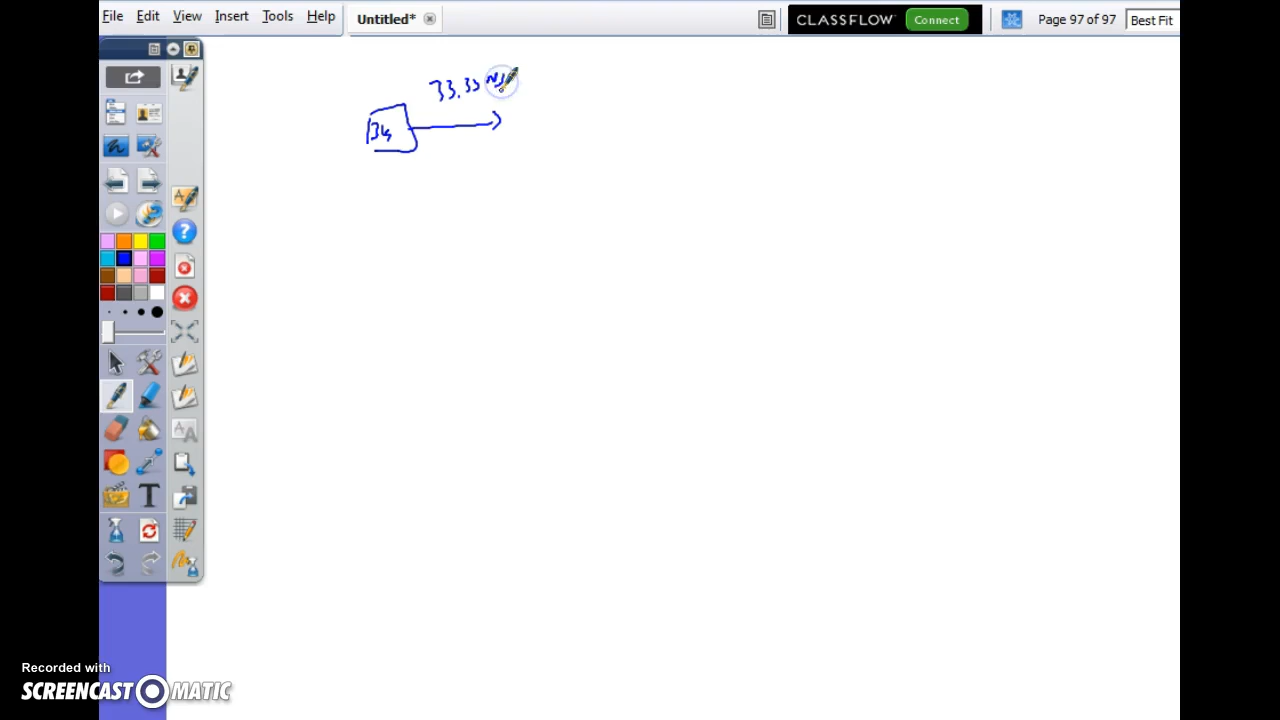 File Edit View Insert Tools Help
Untitled*
CLASSFLOW Connect
Page 97 of 97 Best Fit
33.33
Recorded with
SCREENCAST MATIC